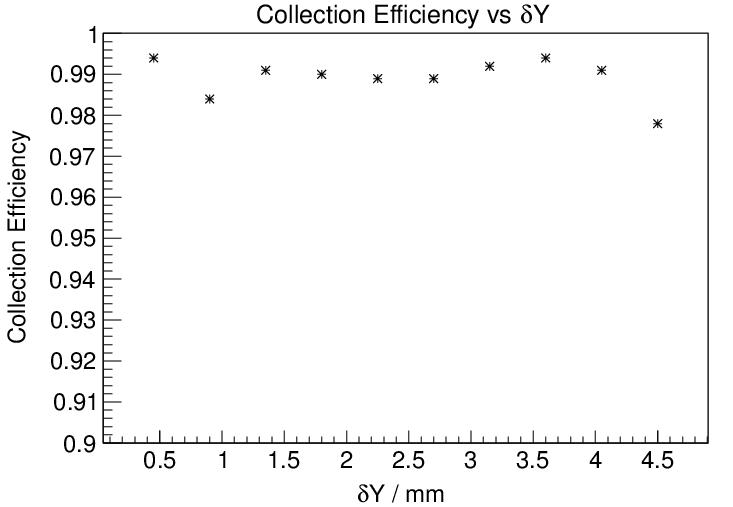 Collection Efficiency vs δY
Collection Efficiency
1
0.99
0.98
0.97
0.96
0.95
0.94
0.93
0.92
0.91
0.9
0.5 1 1.5 2 2.5 3 3.5 4 4.5
δY / mm